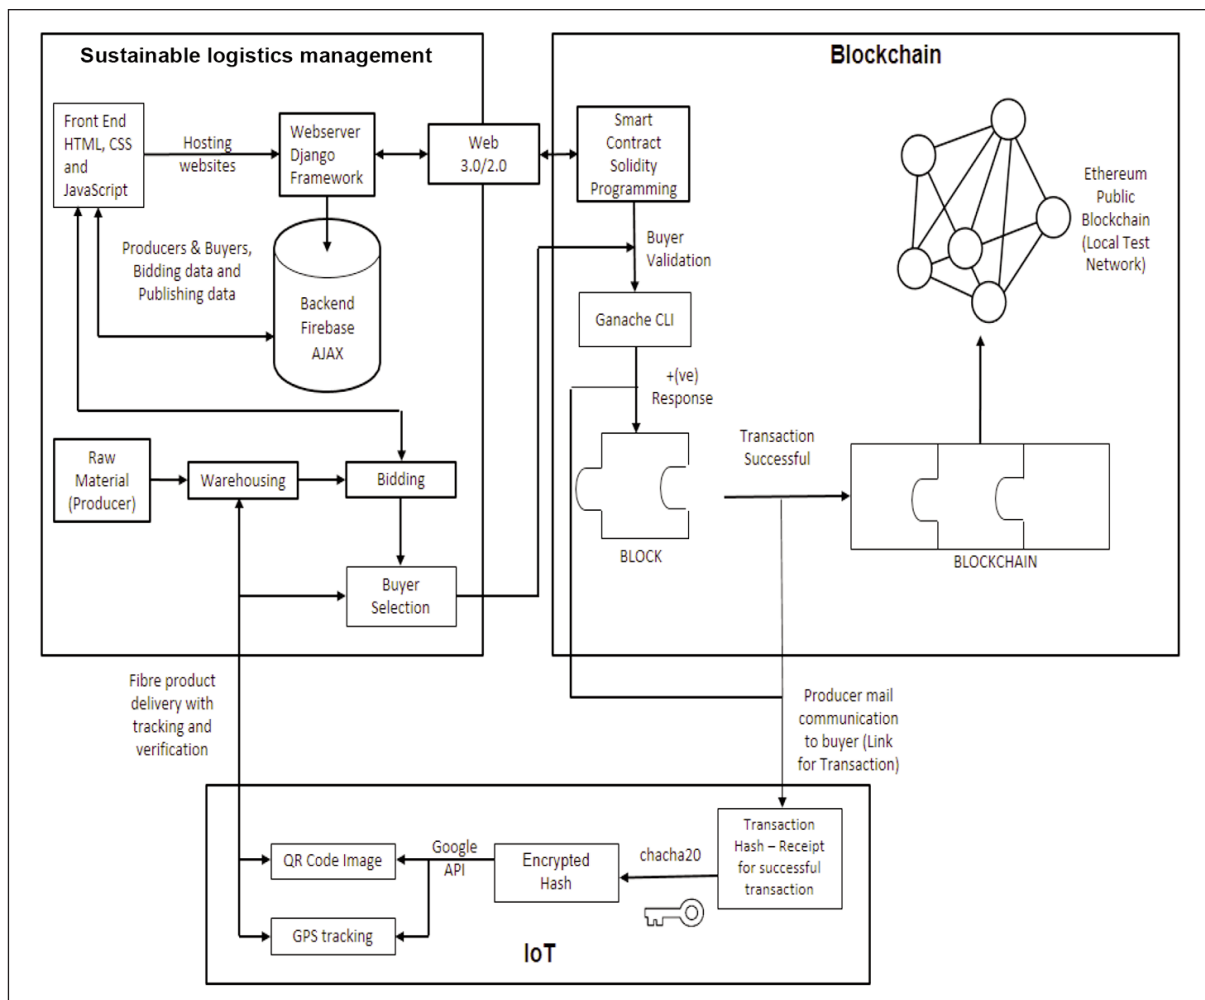 Sustainable logistics management
Blockchain
Front End
HTML, CSS
and
JavaScript
Hosting
websites
Webserver
Django
Framework
Web
3.0/2.0
Smart
Contract
Solidity
Programming
Ethereum
Public
Blockchain
(Local Test
Network)
Producers & Buyers,
Bidding data and
Publishing data
Buyer
Validation
Backend
Firebase
AJAX
Ganache CLI
+(ve)
Response
Raw
Material
(Producer)
Warehousing
Bidding
Transaction
Successful
BLOCK
BLOCKCHAIN
Buyer
Selection
Fibre product
delivery with
tracking and
verification
Producer mail
communication
to buyer (Link
for Transaction)
QR Code Image
Google
API
Encrypted
Hash
chacha20
Transaction
Hash – Receipt
for successful
transaction
GPS tracking
IoT